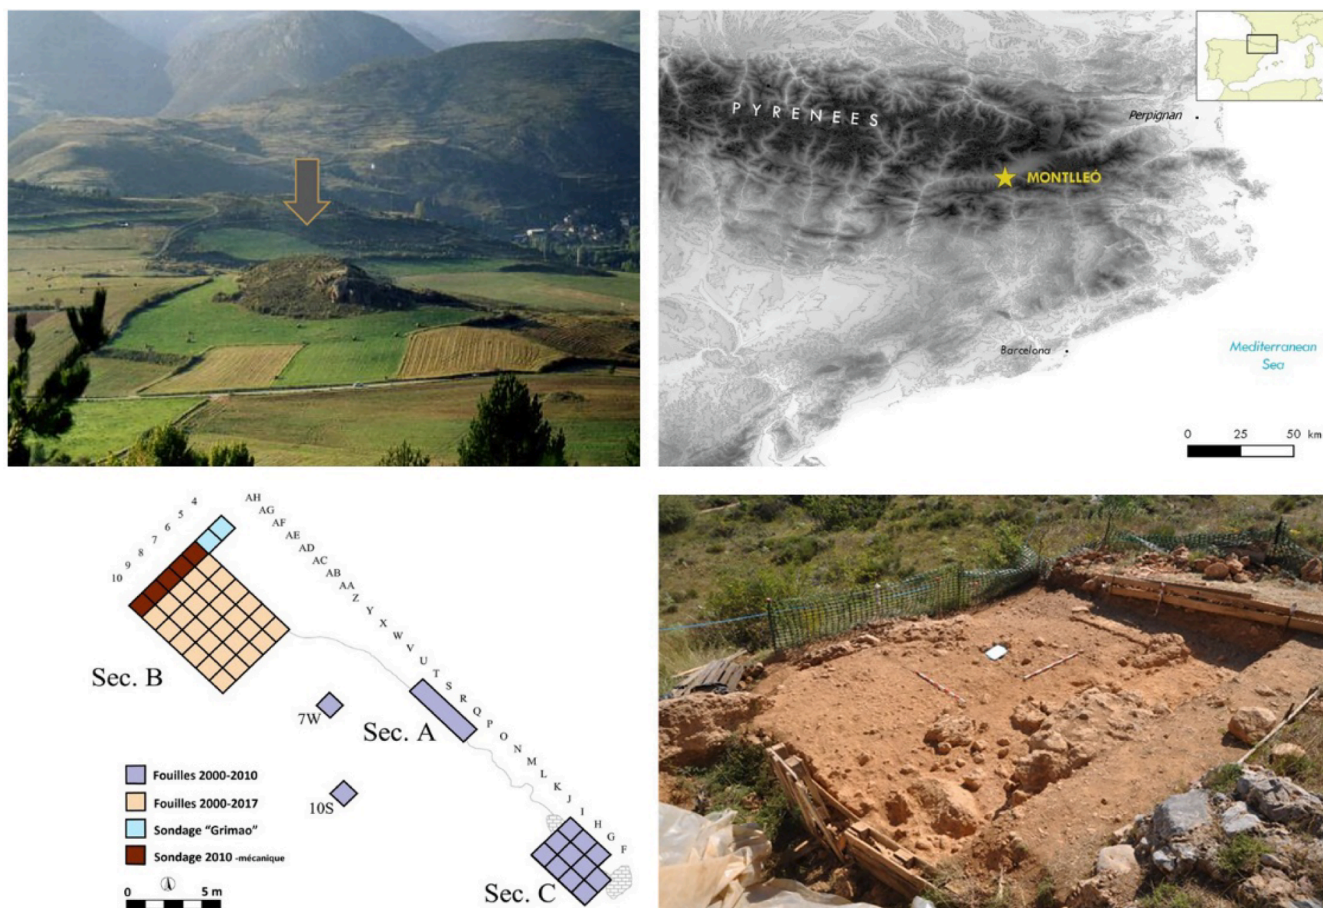 PYRENEES
Perpignan
MONTLLEÓ
Barcelona
Mediterranean
Sea
0 25 50 km
4
5
6
7
8
9
10
AH
AG
AF
AE
AD
AC
AB
AA
Z
Y
X
W
V
U
T
S
R
Q
P
O
N
M
L
K
J
I
H
G
F
Sec. B
7W
Sec. A
10S
Sec. C
Fouilles 2000-2010
Fouilles 2000-2017
Sondage "Grimao"
Sondage 2010 -mécanique
0 5 m